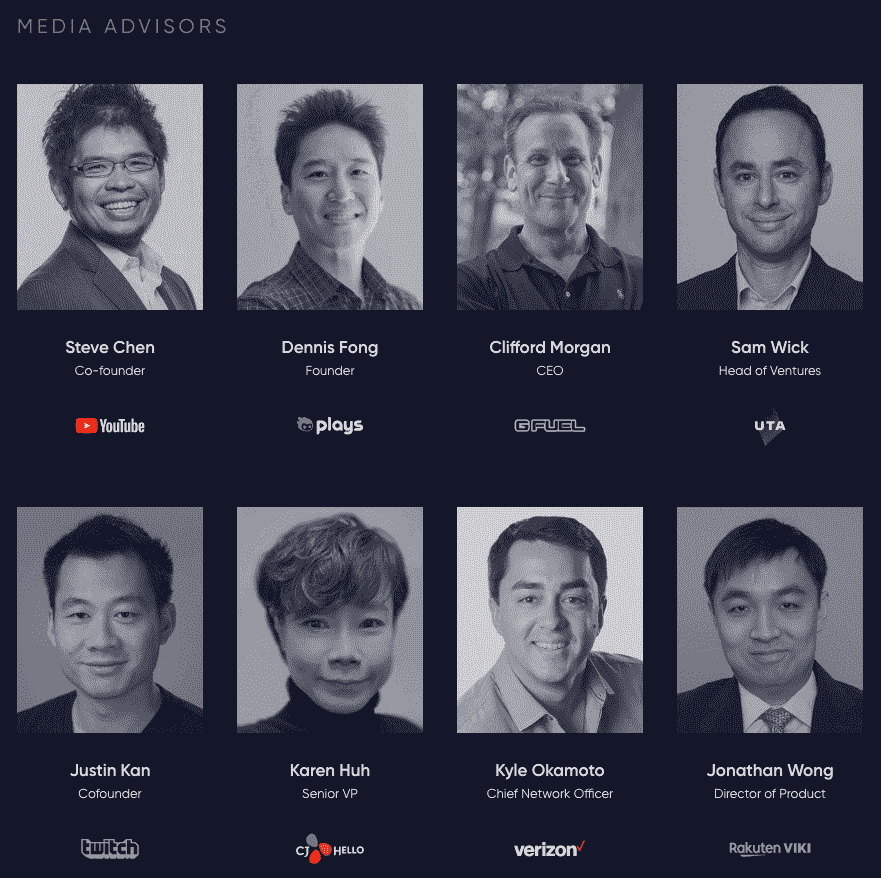 MEDIA ADVISORS
Steve Chen Dennis Fong Clifford Morgan Sam Wick
Co-founder Founder CEO Head of Ventures
YouTube plays GFUEL UTA
Justin Kan Karen Huh Kyle Okamoto Jonathan Wong
Cofounder Senior VP Chief Network Officer Director of Product
twitch CJ HELLO verizon Rakuten VIKI